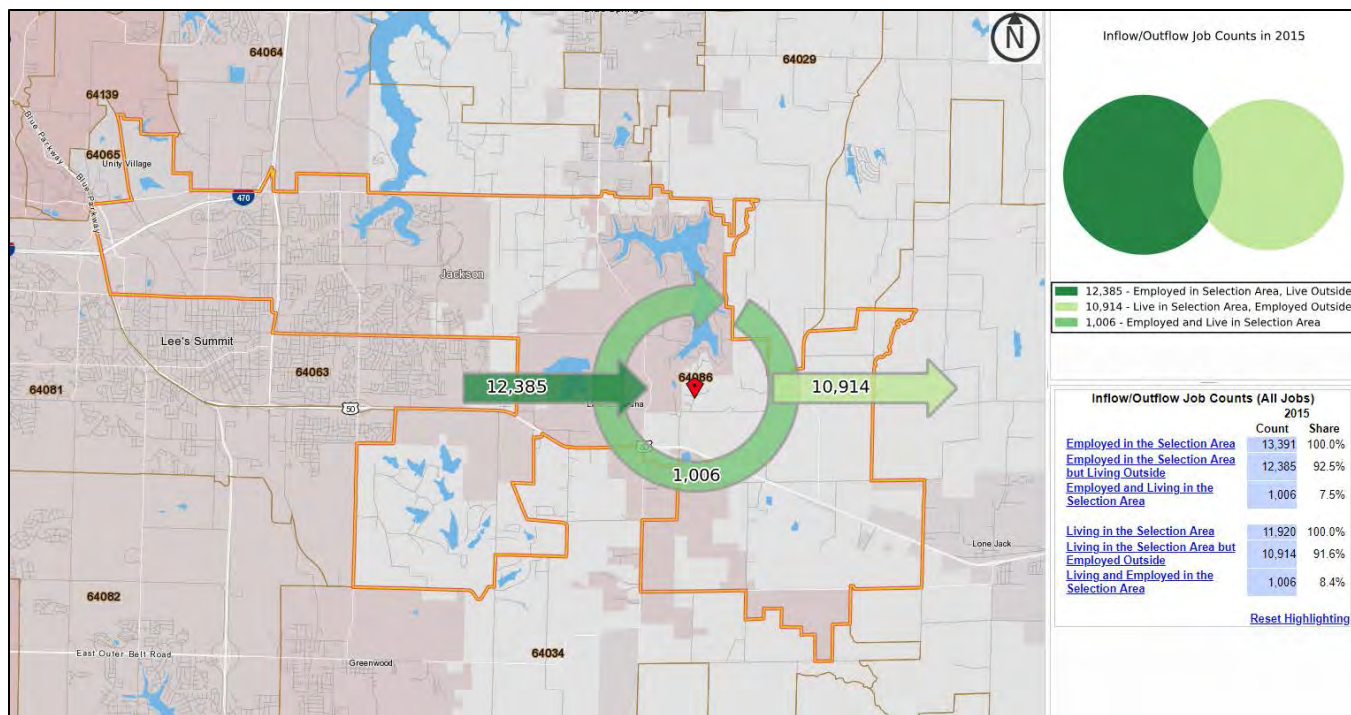 64064
64029
64139
Blue Parkway
64065
Unity Village
Blue Parkway
470
Jackson
Lee's Summit
64081
64063
50
12,385
64086
10,914
1,006
Lone Jack
64082
East Outer Belt Road
Greenwood
64034
N
Inflow/Outflow Job Counts in 2015
12,385 - Employed in Selection Area, Live Outside
10,914 - Live in Selection Area, Employed Outside
1,006 - Employed and Live in Selection Area
Inflow/Outflow Job Counts (All Jobs)
2015
Count Share
Employed in the Selection Area 13,391 100.0%
Employed in the Selection Area
but Living Outside 12,385 92.5%
Employed and Living in the
Selection Area 1,006 7.5%
Living in the Selection Area 11,920 100.0%
Living in the Selection Area but
Employed Outside 10,914 91.6%
Living and Employed in the
Selection Area 1,006 8.4%
Reset Highlighting